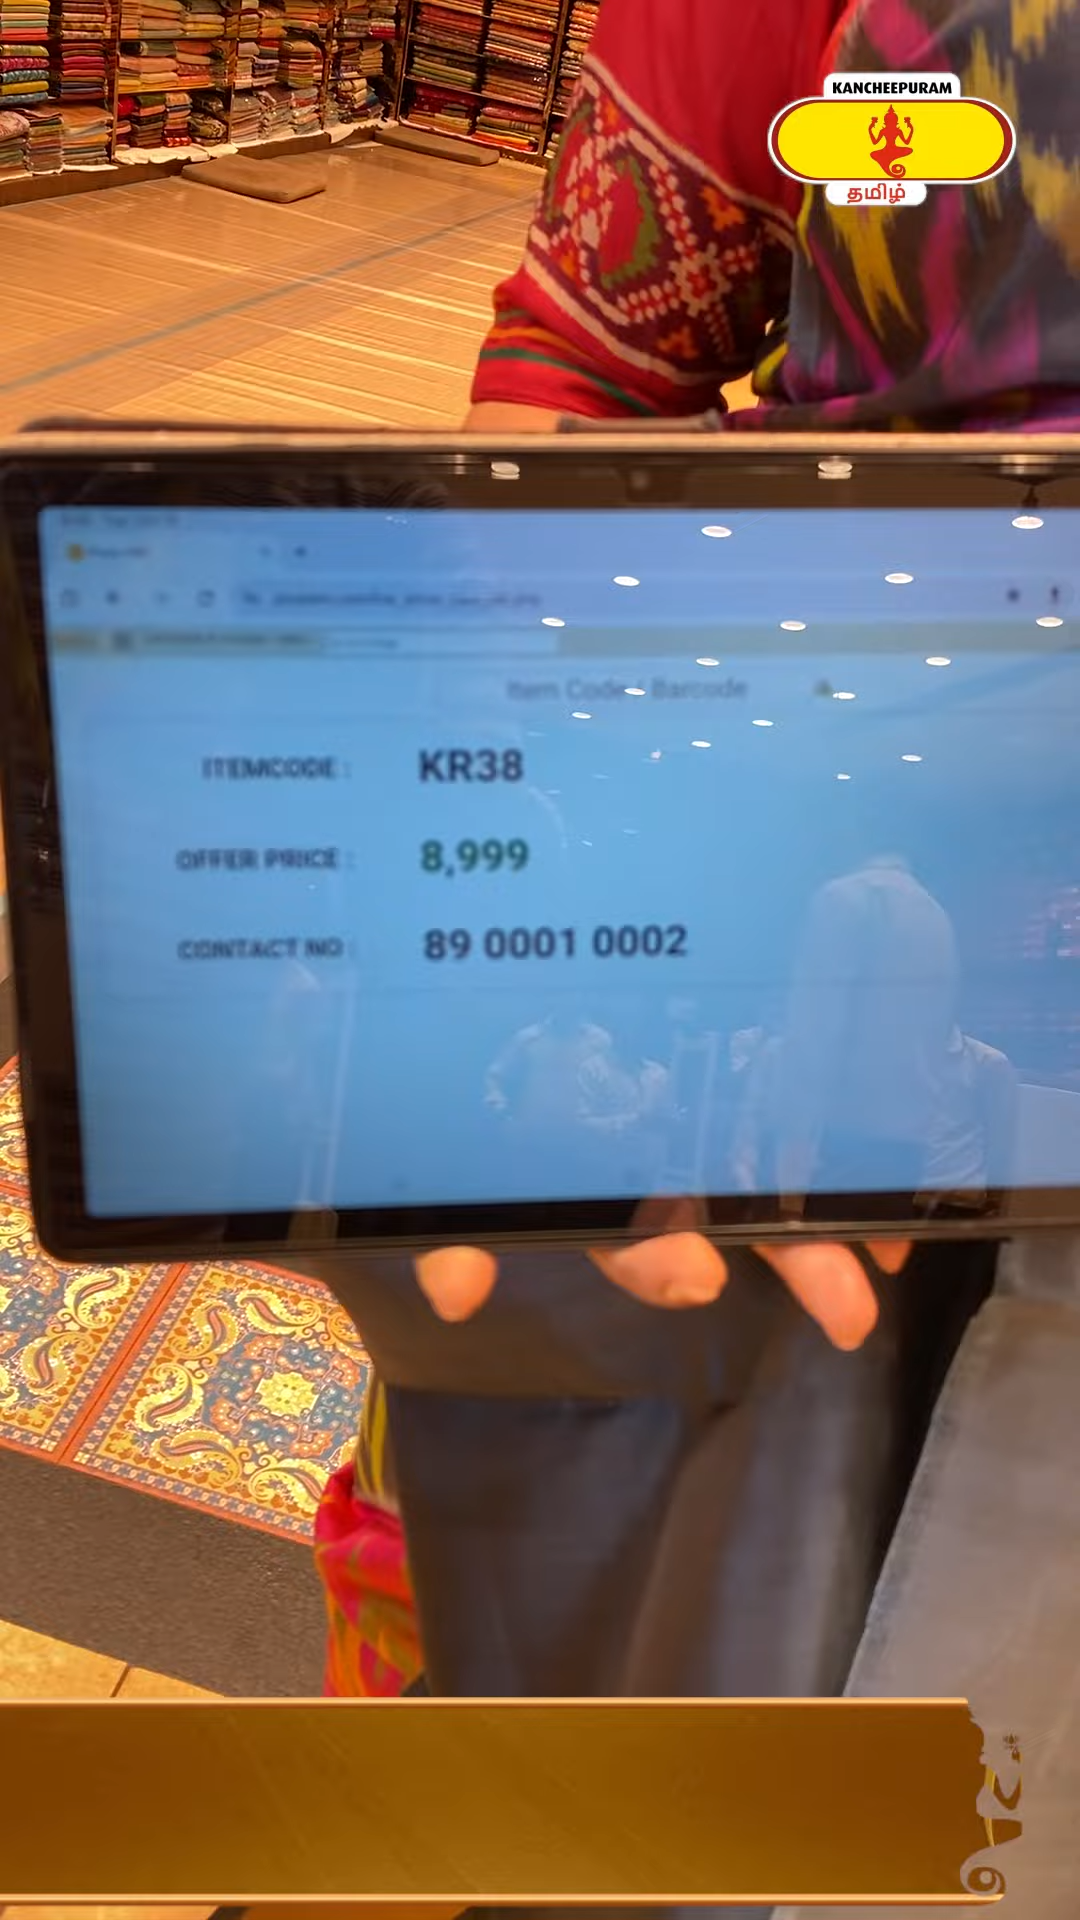 KANCHEEPURAM
தமிழ்
Item Code / Barcode
ITEMCODE : KR38
OFFER PRICE : 8,999
CONTACT NO : 89 0001 0002